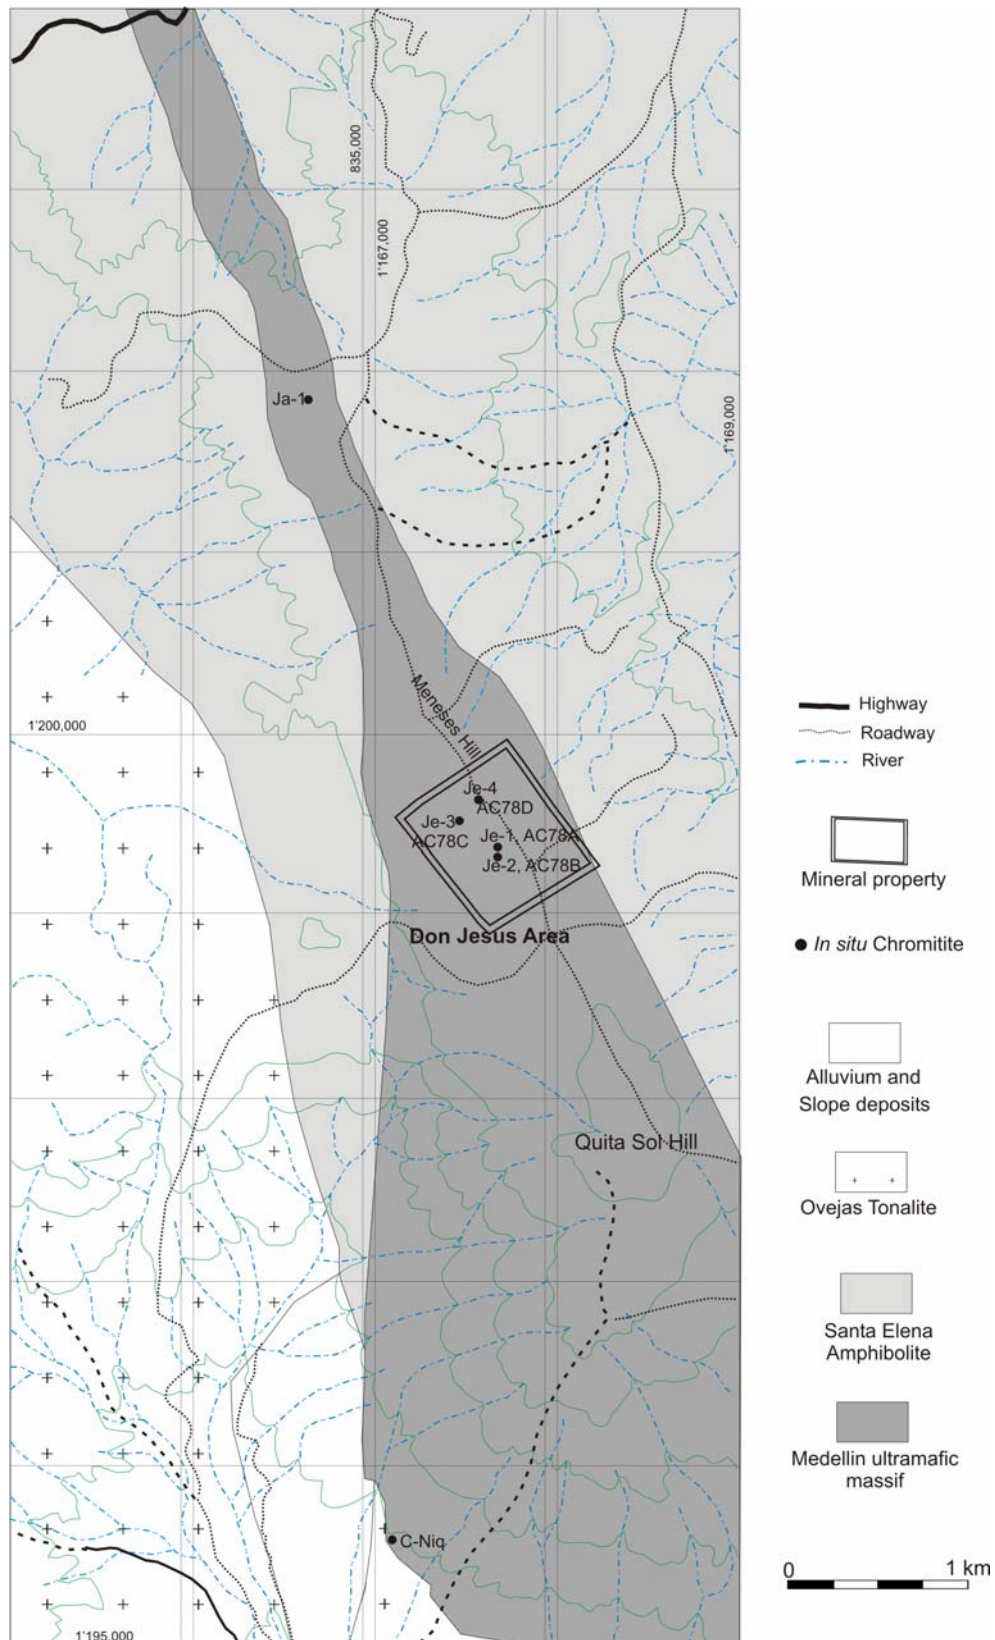 835,000
1'167,000
Ja-1
1'169,000
Meneses Hill
1'200,000
Je-4
AC78D
Je-3
AC78C
Je-1, AC78A
Je-2, AC78B
Don Jesus Area
Quita Sol Hill
C-Niq
1'195,000
Highway
Roadway
River
Mineral property
In situ Chromitite
Alluvium and
Slope deposits
Ovejas Tonalite
Santa Elena
Amphibolite
Medellin ultramafic
massif
0 1 km